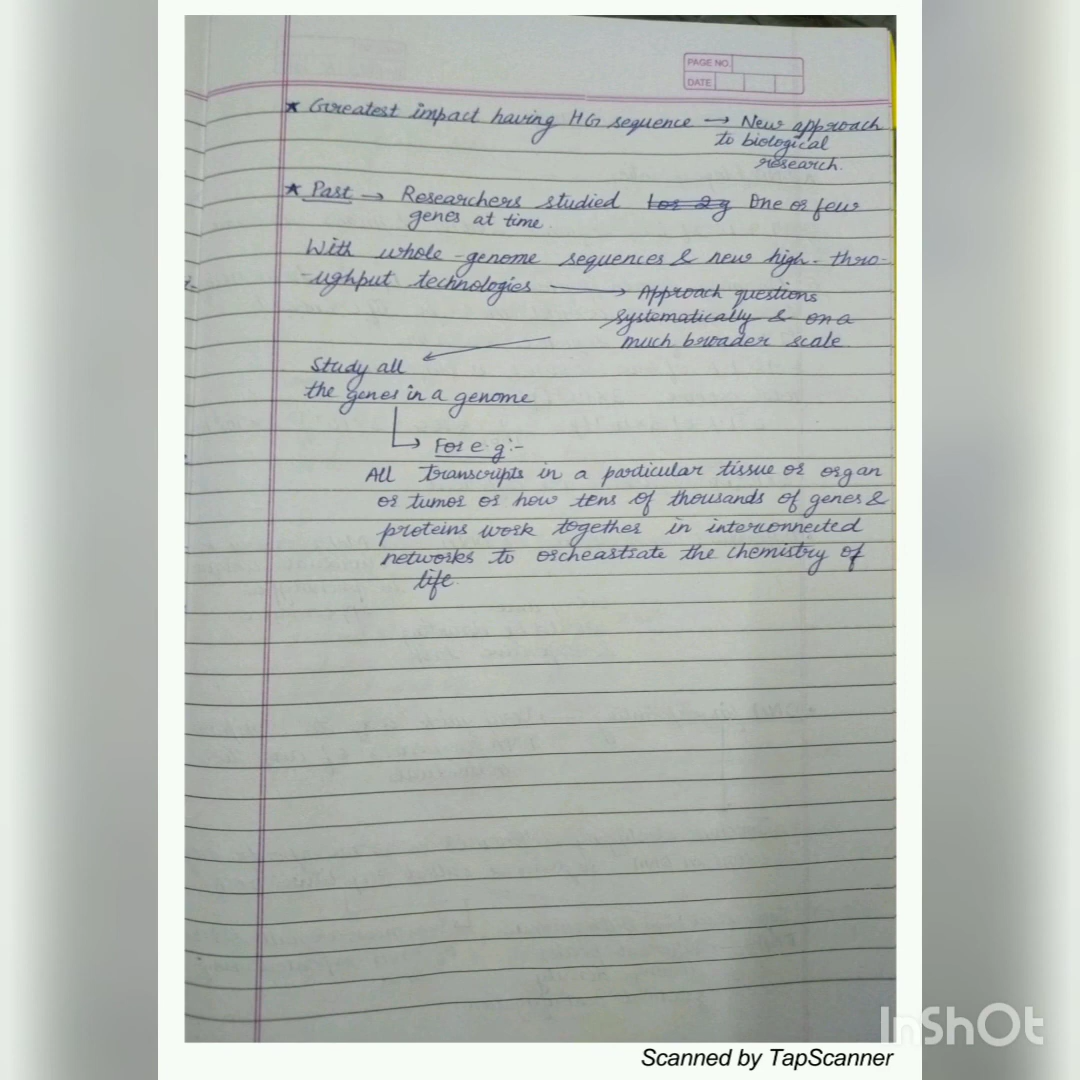 PAGE NO.
DATE
★ Greatest impact having HG sequence → New approach
to biological
research.
★ Past → Researchers studied One or few
genes at time.
With whole-genome sequences & new high-thro-
-ughput technologies → Approach questions
systematically & on a
much broader scale
Study all
the genes in a genome
For e.g:-
All transcripts in a particular tissue or organ
or tumor or how tens of thousands of genes &
proteins work together in interconnected
networks to orcheastrate the chemistry of
life.
InShOt
Scanned by TapScanner